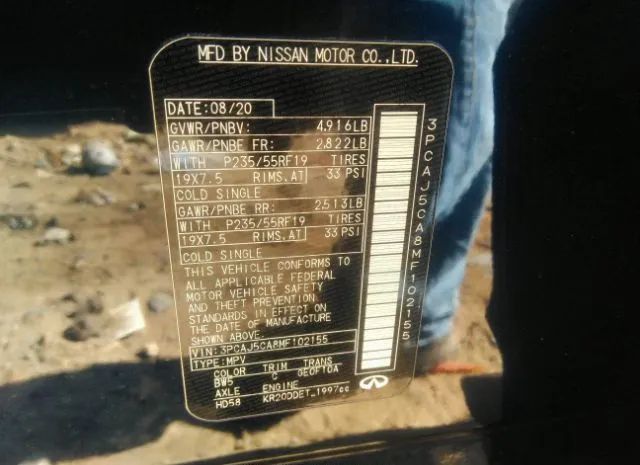 MFD BY NISSAN MOTOR CO.,LTD.
DATE:08/20
GVWR/PNBV: 4,916LB
GAWR/PNBE FR: 2,822LB
WITH P235/55RF19 TIRES
19X7.5 RIMS.AT 33 PSI
COLD SINGLE
GAWR/PNBE RR: 2,513LB
WITH P235/55RF19 TIRES
19X7.5 RIMS.AT 33 PSI
COLD SINGLE
THIS VEHICLE CONFORMS TO
ALL APPLICABLE FEDERAL
MOTOR VEHICLE SAFETY
AND THEFT PREVENTION
STANDARDS IN EFFECT ON
THE DATE OF MANUFACTURE
SHOWN ABOVE.
VIN:3PCAJ5CA8MF102155
TYPE:MPV
COLOR TRIM TRANS
BW5 C GE0F10A
AXLE ENGINE
HD58 KR20DDET_1997cc
3PCAJ5CA8MF102155